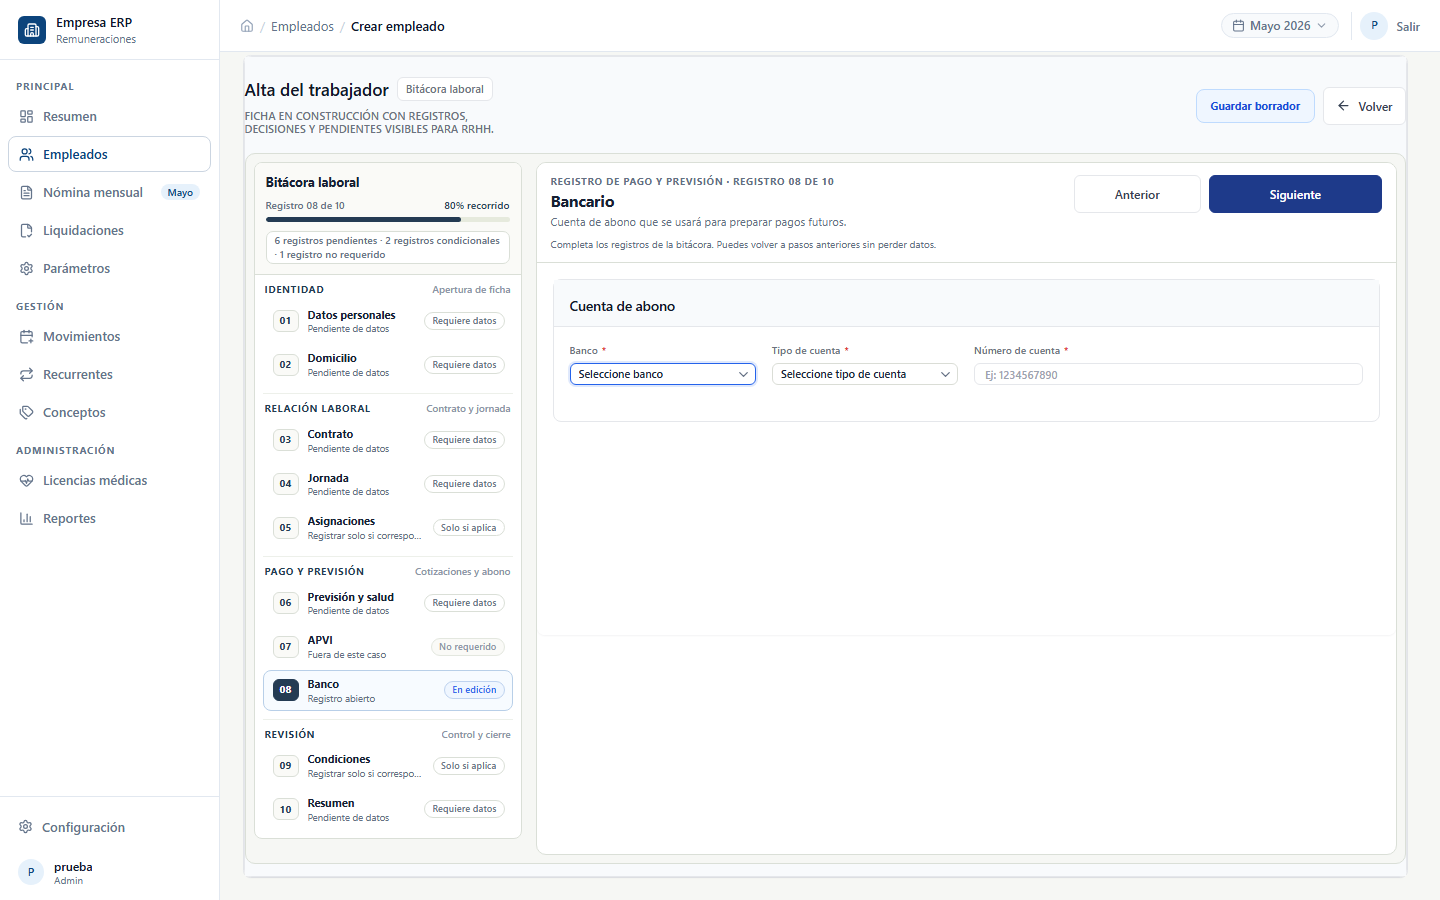 Empresa ERP
Remuneraciones
PRINCIPAL
Resumen
Empleados
Nómina mensual
Mayo
Liquidaciones
Parámetros
GESTIÓN
Movimientos
Recurrentes
Conceptos
ADMINISTRACIÓN
Licencias médicas
Reportes
Configuración
P
prueba
Admin
/ Empleados / Crear empleado
Mayo 2026
P
Salir
Alta del trabajador
Bitácora laboral
FICHA EN CONSTRUCCIÓN CON REGISTROS,
DECISIONES Y PENDIENTES VISIBLES PARA RRHH.
Guardar borrador
Volver
Bitácora laboral
Registro 08 de 10
80% recorrido
6 registros pendientes · 2 registros condicionales
· 1 registro no requerido
IDENTIDAD
Apertura de ficha
01
Datos personales
Pendiente de datos
Requiere datos
02
Domicilio
Pendiente de datos
Requiere datos
RELACIÓN LABORAL
Contrato y jornada
03
Contrato
Pendiente de datos
Requiere datos
04
Jornada
Pendiente de datos
Requiere datos
05
Asignaciones
Registrar solo si correspo...
Solo si aplica
PAGO Y PREVISIÓN
Cotizaciones y abono
06
Previsión y salud
Pendiente de datos
Requiere datos
07
APVI
Fuera de este caso
No requerido
08
Banco
Registro abierto
En edición
REVISIÓN
Control y cierre
09
Condiciones
Registrar solo si correspo...
Solo si aplica
10
Resumen
Pendiente de datos
Requiere datos
REGISTRO DE PAGO Y PREVISIÓN · REGISTRO 08 DE 10
Bancario
Cuenta de abono que se usará para preparar pagos futuros.
Completa los registros de la bitácora. Puedes volver a pasos anteriores sin perder datos.
Anterior
Siguiente
Cuenta de abono
Banco *
Seleccione banco
Tipo de cuenta *
Seleccione tipo de cuenta
Número de cuenta *
Ej: 1234567890